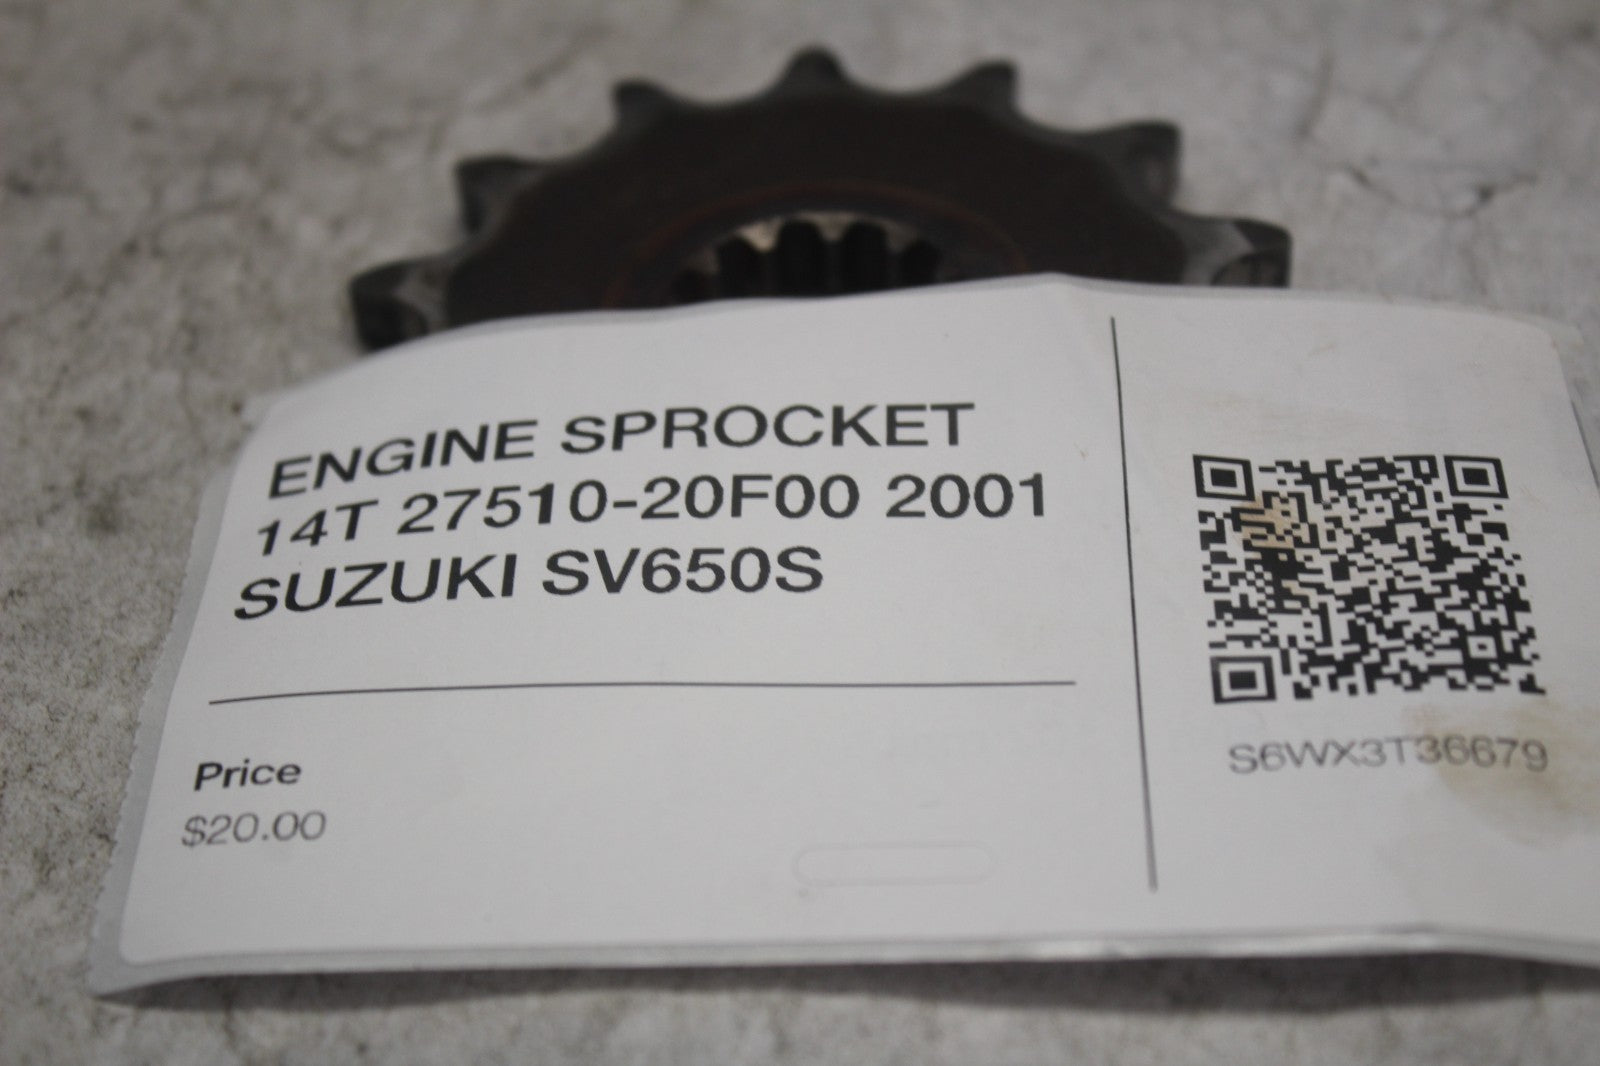 ENGINE SPROCKET
14T 27510-20F00 2001
SUZUKI SV650S
Price
$20.00
S6WX3T36679